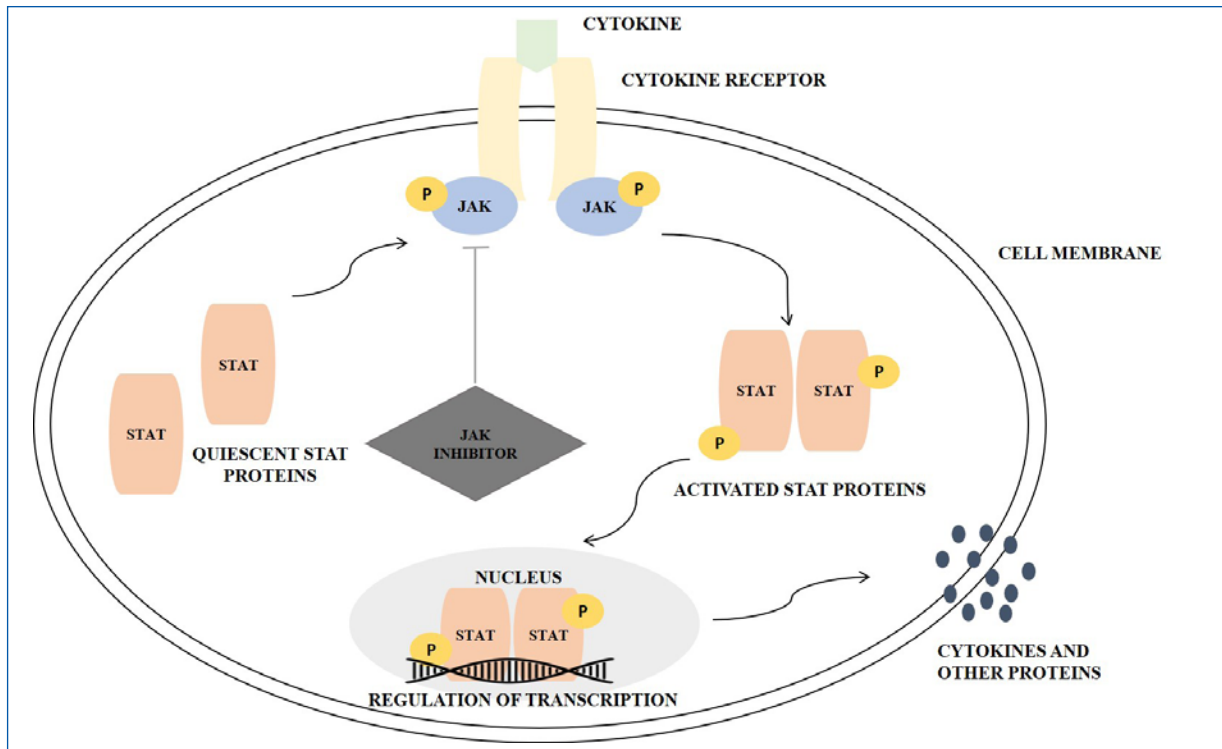 CYTOKINE
CYTOKINE RECEPTOR
P
JAK
JAK
P
CELL MEMBRANE
STAT
STAT
QUIESCENT STAT
PROTEINS
JAK
INHIBITOR
STAT
STAT
P
P
ACTIVATED STAT PROTEINS
NUCLEUS
P
STAT
STAT
P
REGULATION OF TRANSCRIPTION
CYTOKINES AND
OTHER PROTEINS